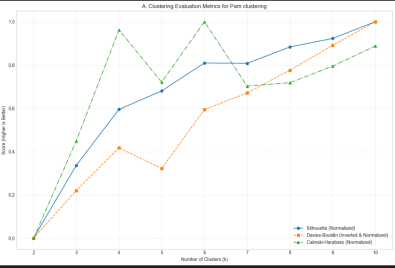 A. Clustering Evaluation Metrics for Pam clustering
Score (Higher is Better)
1.0
0.8
0.6
0.4
0.2
0.0
2 3 4 5 6 7 8 9 10
Number of Clusters (k)
Silhouette (Normalized)
Davies-Bouldin (Inverted & Normalized)
Calinski-Harabasz (Normalized)